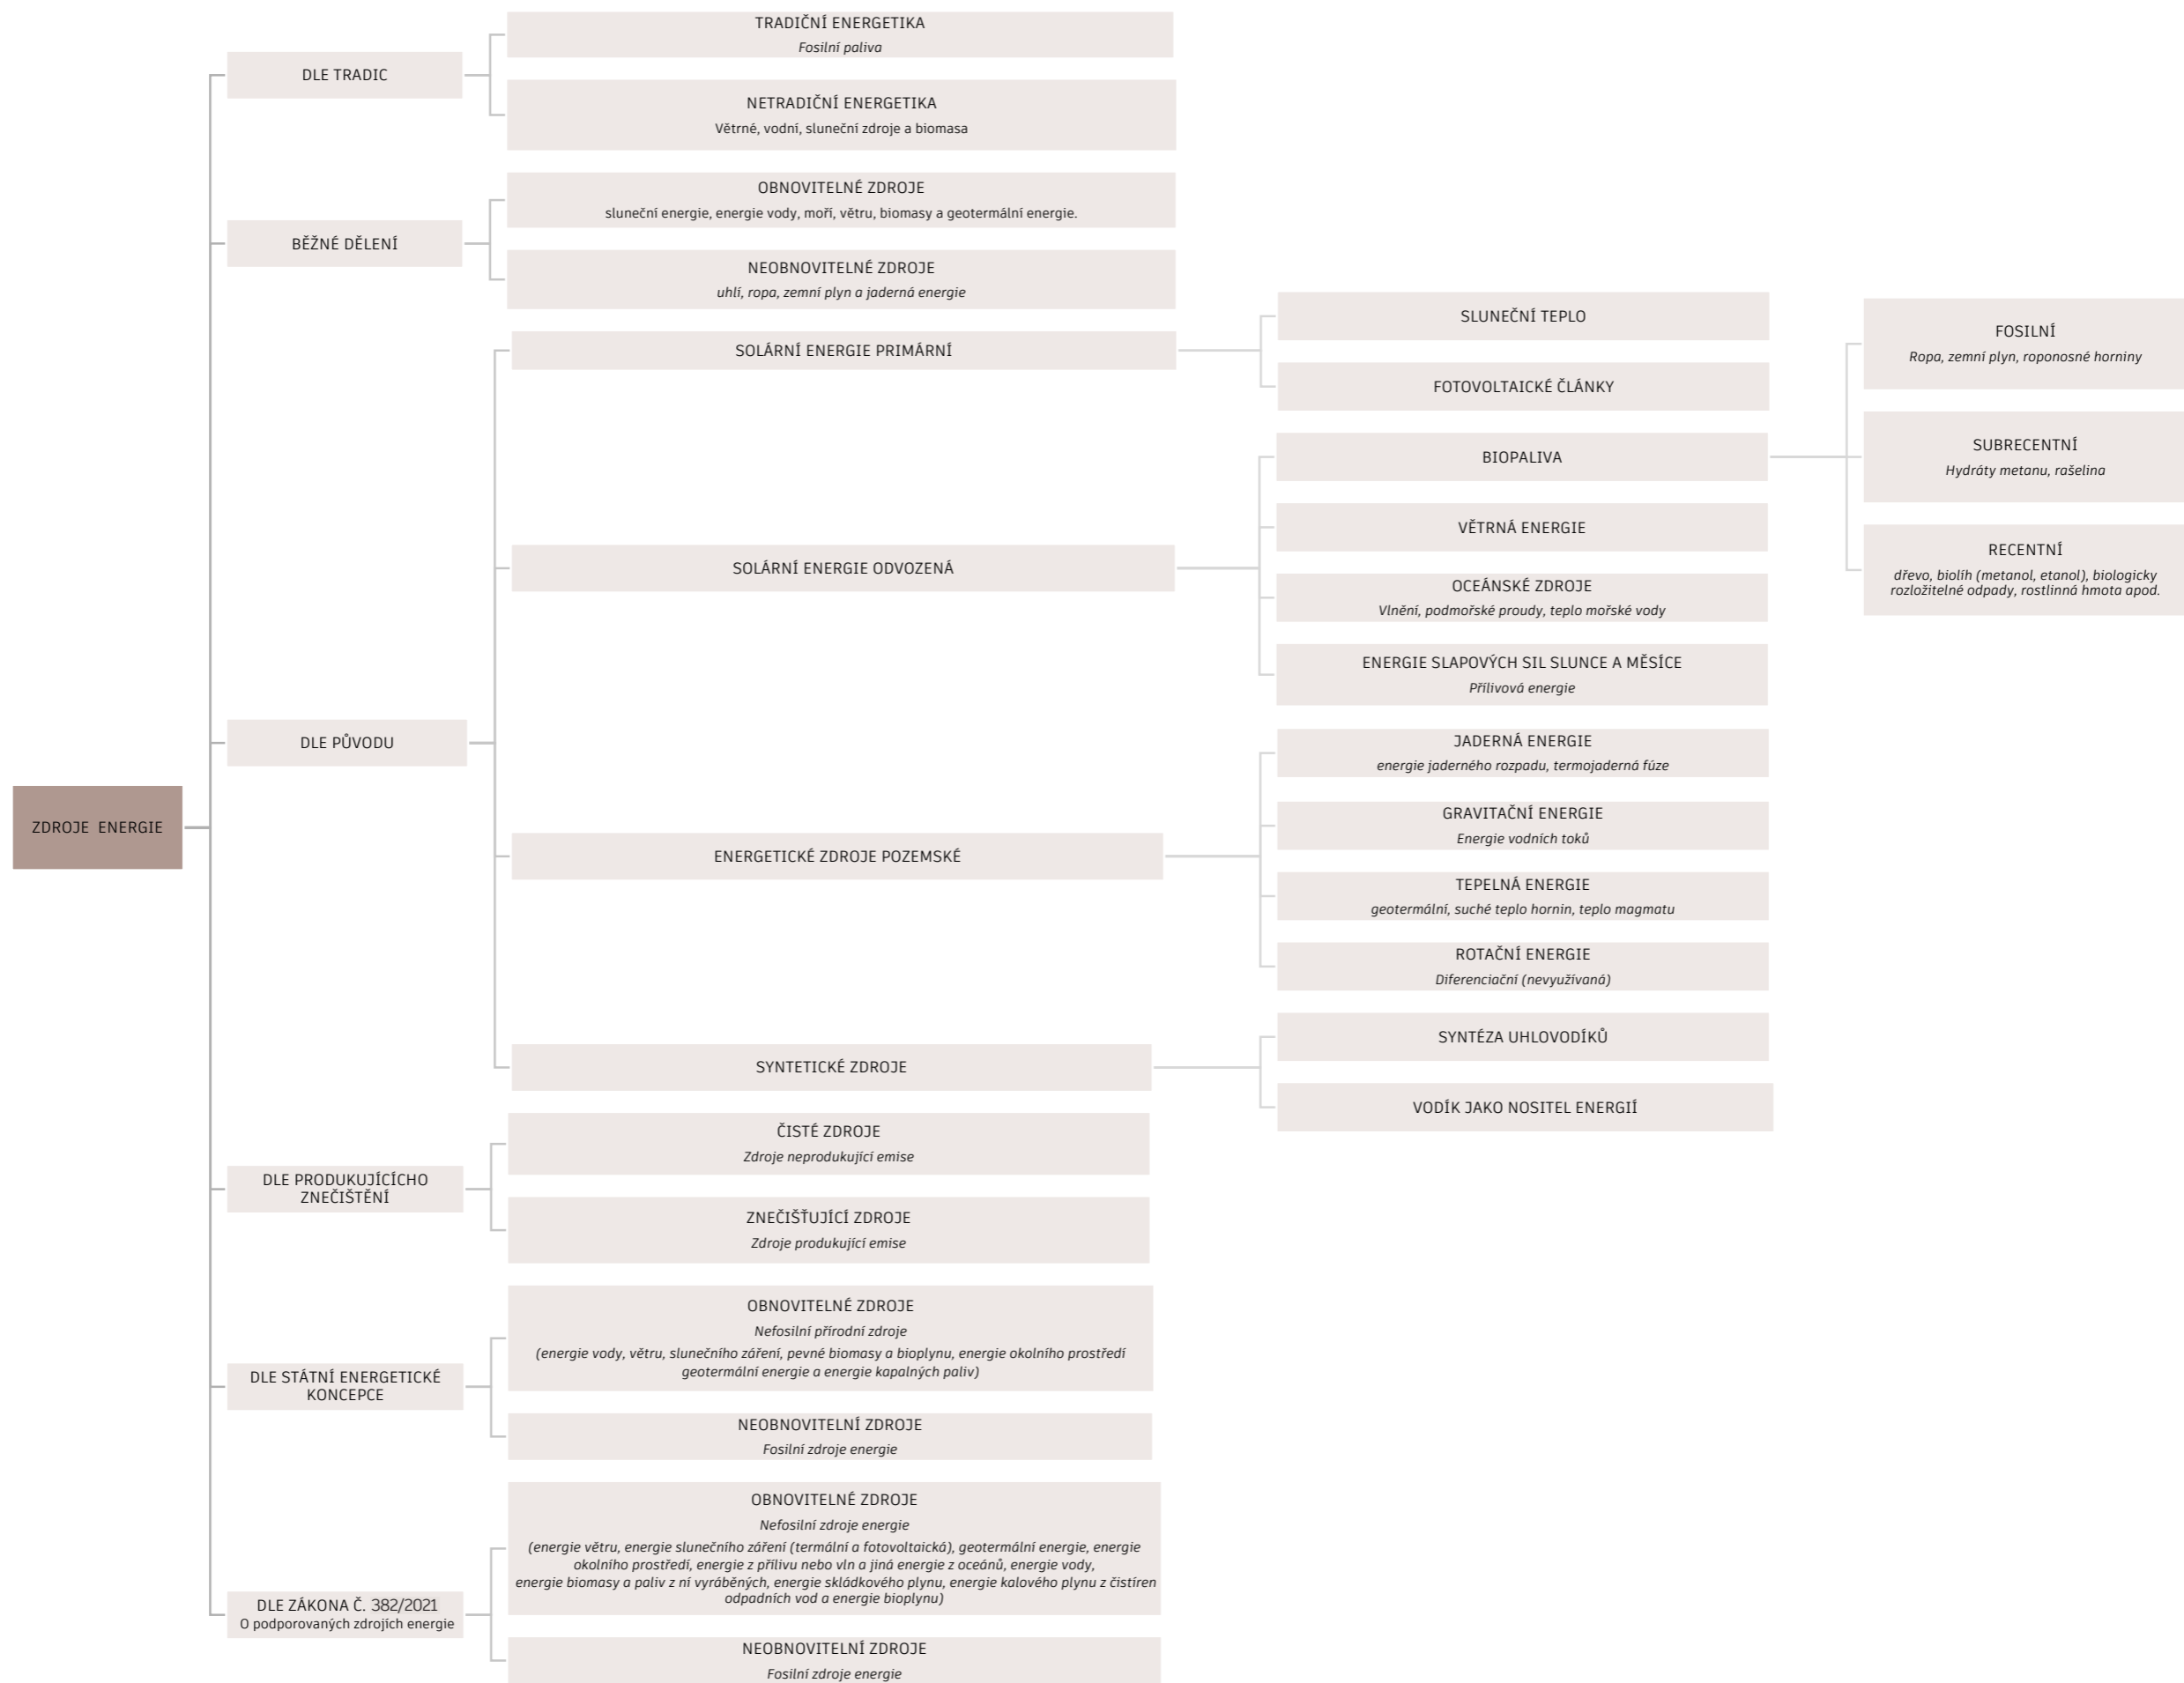 ZDROJE ENERGIE
DLE TRADIC
TRADIČNÍ ENERGETIKA
Fosilní paliva
NETRADIČNÍ ENERGETIKA
Větrné, vodní, sluneční zdroje a biomasa
BĚŽNÉ DĚLENÍ
OBNOVITELNÉ ZDROJE
sluneční energie, energie vody, moří, větru, biomasy a geotermální energie.
NEOBNOVITELNÉ ZDROJE
uhlí, ropa, zemní plyn a jaderná energie
DLE PŮVODU
SOLÁRNÍ ENERGIE PRIMÁRNÍ
SLUNEČNÍ TEPLO
FOTOVOLTAICKÉ ČLÁNKY
SOLÁRNÍ ENERGIE ODVOZENÁ
BIOPALIVA
FOSILNÍ
Ropa, zemní plyn, roponosné horniny
SUBRECENTNÍ
Hydráty metanu, rašelina
RECENTNÍ
dřevo, biolíh (metanol, etanol), biologicky
rozložitelné odpady, rostlinná hmota apod.
VĚTRNÁ ENERGIE
OCEÁNSKÉ ZDROJE
Vlnění, podmořské proudy, teplo mořské vody
ENERGIE SLAPOVÝCH SIL SLUNCE A MĚSÍCE
Přílivová energie
ENERGETICKÉ ZDROJE POZEMSKÉ
JADERNÁ ENERGIE
energie jaderného rozpadu, termojaderná fúze
GRAVITAČNÍ ENERGIE
Energie vodních toků
TEPELNÁ ENERGIE
geotermální, suché teplo hornin, teplo magmatu
ROTAČNÍ ENERGIE
Diferenciační (nevyužívaná)
SYNTETICKÉ ZDROJE
SYNTÉZA UHLOVODÍKŮ
VODÍK JAKO NOSITEL ENERGIÍ
DLE PRODUKUJÍCÍCHO
ZNEČIŠTĚNÍ
ČISTÉ ZDROJE
Zdroje neprodukující emise
ZNEČIŠŤUJÍCÍ ZDROJE
Zdroje produkující emise
DLE STÁTNÍ ENERGETICKÉ
KONCEPCE
OBNOVITELNÉ ZDROJE
Nefosilní přírodní zdroje
(energie vody, větru, slunečního záření, pevné biomasy a bioplynu, energie okolního prostředí
geotermální energie a energie kapalných paliv)
NEOBNOVITELNÍ ZDROJE
Fosilní zdroje energie
DLE ZÁKONA Č. 382/2021
O podporovaných zdrojích energie
OBNOVITELNÉ ZDROJE
Nefosilní zdroje energie
(energie větru, energie slunečního záření (termální a fotovoltaická), geotermální energie, energie
okolního prostředí, energie z přílivu nebo vln a jiná energie z oceánů, energie vody,
energie biomasy a paliv z ní vyráběných, energie skládkového plynu, energie kalového plynu z čistíren
odpadních vod a energie bioplynu)
NEOBNOVITELNÍ ZDROJE
Fosilní zdroje energie